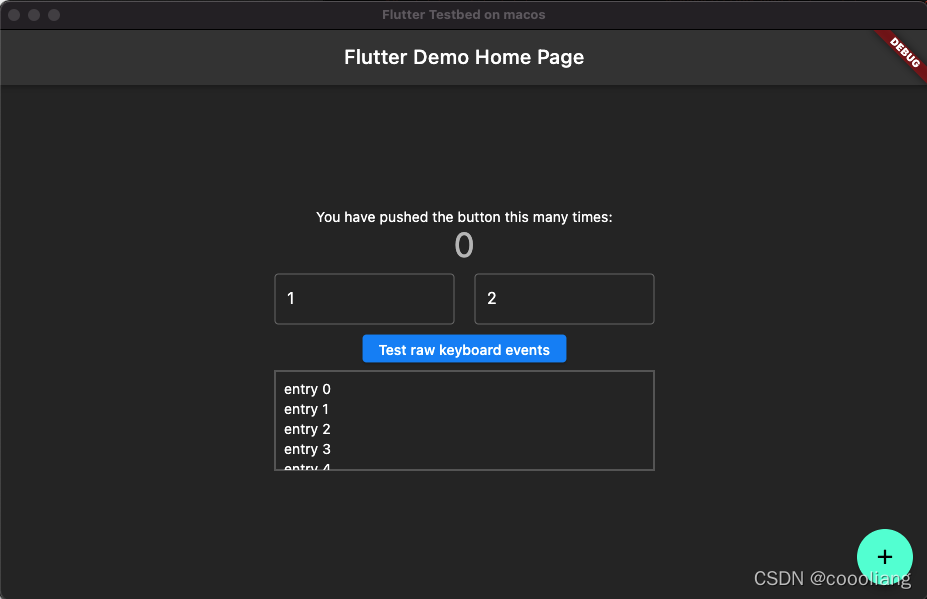 Flutter Testbed on macos
Flutter Demo Home Page
DEBUG
You have pushed the button this many times:
0
1 2
Test raw keyboard events
entry 0
entry 1
entry 2
entry 3
entry 4
+
CSDN @coooliang